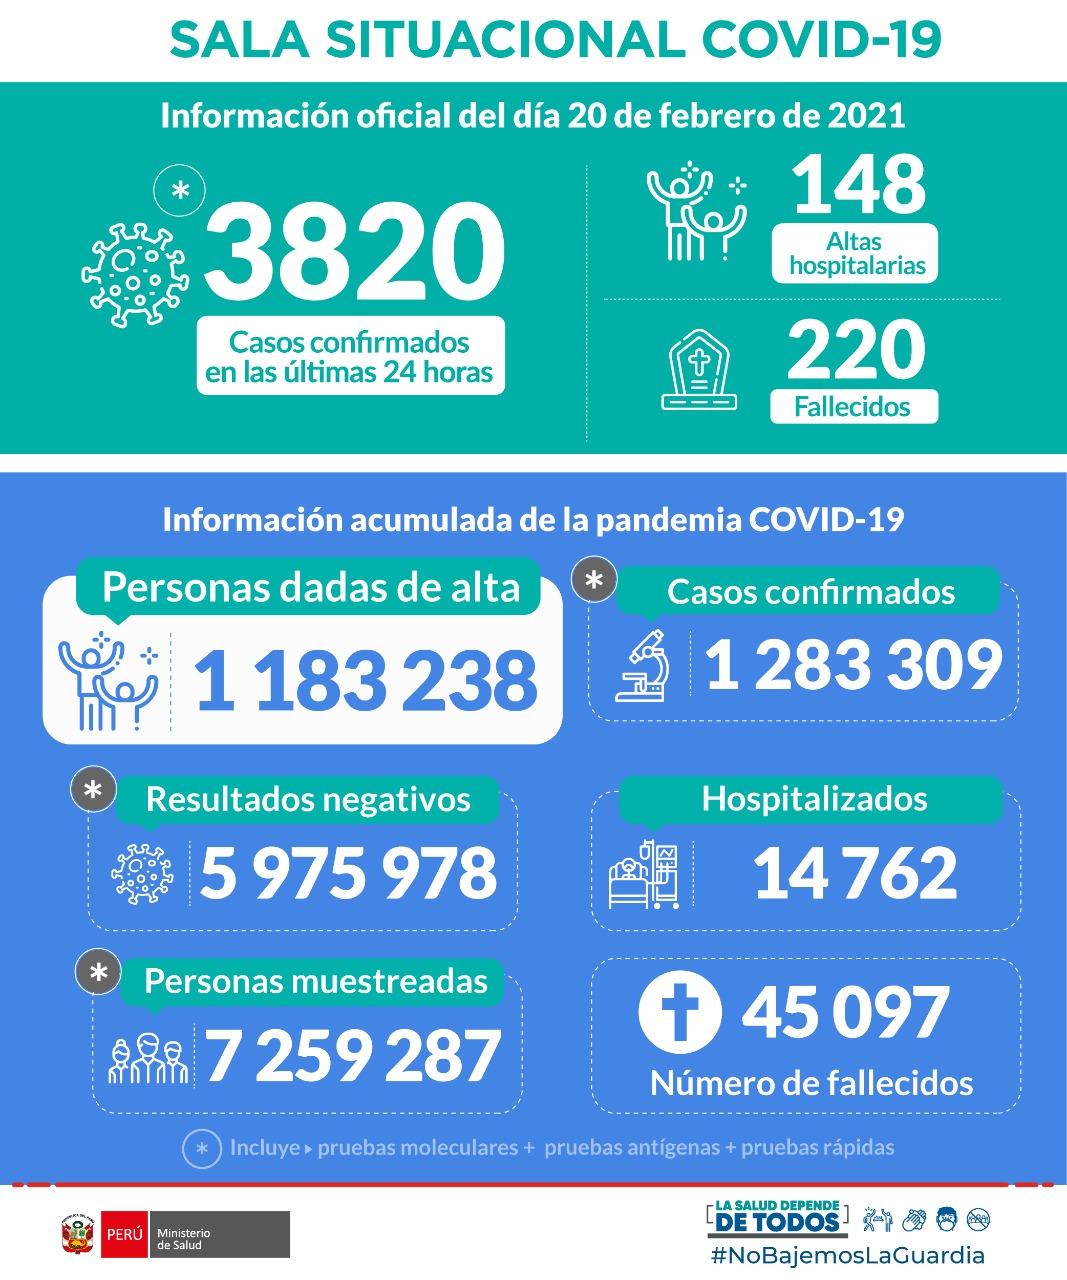 SALA SITUACIONAL COVID-19
Información oficial del día 20 de febrero de 2021
*
3820
Casos confirmados
en las últimas 24 horas
148
Altas
hospitalarias
220
Fallecidos
Información acumulada de la pandemia COVID-19
Personas dadas de alta
1 183 238
*
Casos confirmados
1 283 309
*
Resultados negativos
5 975 978
Hospitalizados
14 762
*
Personas muestreadas
7 259 287
45 097
Número de fallecidos
* Incluye ▸ pruebas moleculares + pruebas antígenas + pruebas rápidas
PERÚ
Ministerio
de Salud
LA SALUD DEPENDE
DE TODOS
#NoBajemosLaGuardia